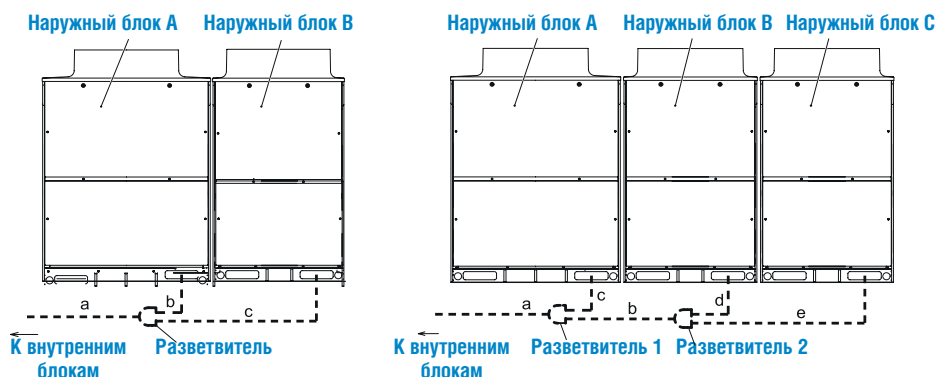 Наружный блок A Наружный блок B
a b c
К внутренним блокам
Разветвитель
Наружный блок A Наружный блок B Наружный блок C
a c b d e
К внутренним блокам
Разветвитель 1 Разветвитель 2